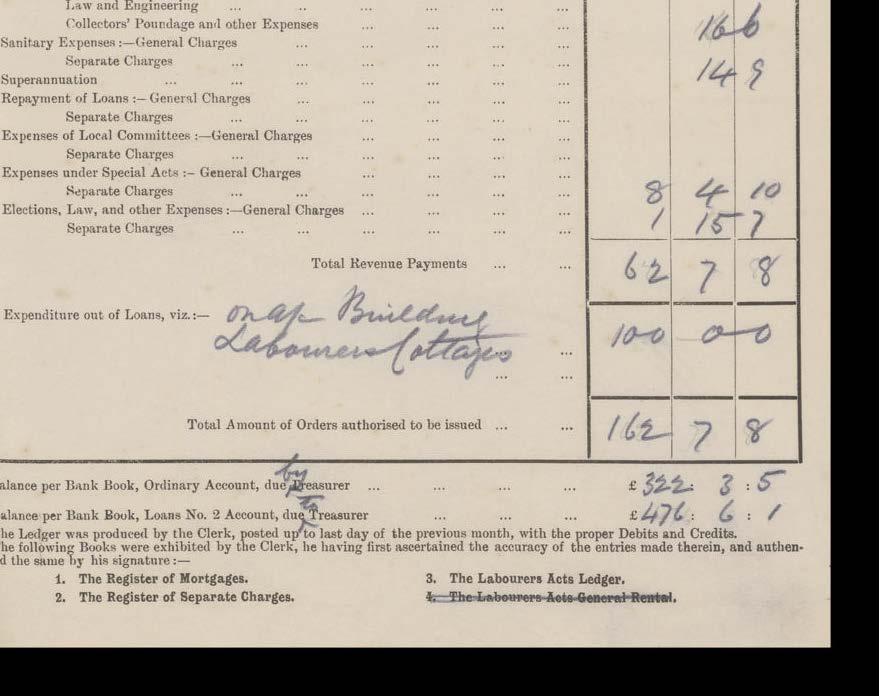 Law and Engineering ... ... ... ... ... ...
Collectors' Poundage and other Expenses ... ... ... ... 16 6
Sanitary Expenses :—General Charges ... ... ... ... ...
Separate Charges ... ... ... ... ... ... 14 9
Superannuation ... ... ... ... ... ... ...
Repayment of Loans :—General Charges ... ... ... ... ...
Separate Charges ... ... ... ... ... ...
Expenses of Local Committees :—General Charges ... ... ... ...
Separate Charges ... ... ... ... ... ...
Expenses under Special Acts :—General Charges ... ... ... ...
Separate Charges ... ... ... ... ... ... 8 4 10
Elections, Law, and other Expenses :—General Charges ... ... ... ... 1 15 7
Separate Charges ... ... ... ... ... ...
Total Revenue Payments ... ... 62 7 8
Expenditure out of Loans, viz.:— on a/c Building
Labourers Cottages ... ... 100 0 0
... ...
Total Amount of Orders authorised to be issued ... ... 162 7 8
alance per Bank Book, Ordinary Account, due by Treasurer ... ... ... ... £ 322 : 3 : 5
alance per Bank Book, Loans No. 2 Account, due to Treasurer ... ... ... £ 476 : 6 : 1
he Ledger was produced by the Clerk, posted up to last day of the previous month, with the proper Debits and Credits.
he following Books were exhibited by the Clerk, he having first ascertained the accuracy of the entries made therein, and authen-
d the same by his signature :—
1. The Register of Mortgages. 3. The Labourers Acts Ledger.
2. The Register of Separate Charges. 4. The Labourers Acts General Rental.